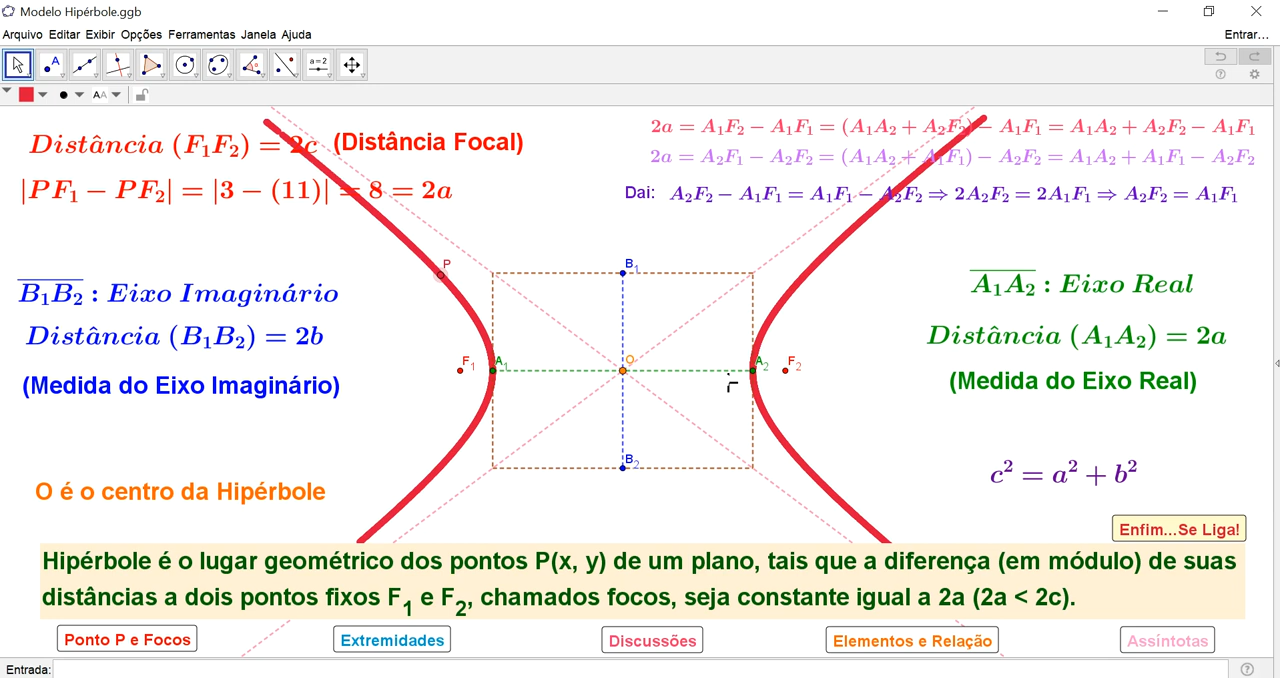 Modelo Hipérbole.ggb
Arquivo Editar Exibir Opções Ferramentas Janela Ajuda
Entrar...
A
a=2
AA
Distância (F₁F₂) = 2c (Distância Focal)
|PF₁ − PF₂| = |3 − (11)| = 8 = 2a
2a = A₁F₂ − A₁F₁ = (A₁A₂ + A₂F₂) − A₁F₁ = A₁A₂ + A₂F₂ − A₁F₁
2a = A₂F₁ − A₂F₂ = (A₁A₂ + A₁F₁) − A₂F₂ = A₁A₂ + A₁F₁ − A₂F₂
Dai: A₂F₂ − A₁F₁ = A₁F₁ − A₂F₂ ⇒ 2A₂F₂ = 2A₁F₁ ⇒ A₂F₂ = A₁F₁
B₁B₂ : Eixo Imaginário
Distância (B₁B₂) = 2b
(Medida do Eixo Imaginário)
P
B₁
F₁
A₁
O
A₂
F₂
B₂
A₁A₂ : Eixo Real
Distância (A₁A₂) = 2a
(Medida do Eixo Real)
O é o centro da Hipérbole
c² = a² + b²
Enfim...Se Liga!
Hipérbole é o lugar geométrico dos pontos P(x, y) de um plano, tais que a diferença (em módulo) de suas
distâncias a dois pontos fixos F₁ e F₂, chamados focos, seja constante igual a 2a (2a < 2c).
Ponto P e Focos
Extremidades
Discussões
Elementos e Relação
Assíntotas
Entrada: